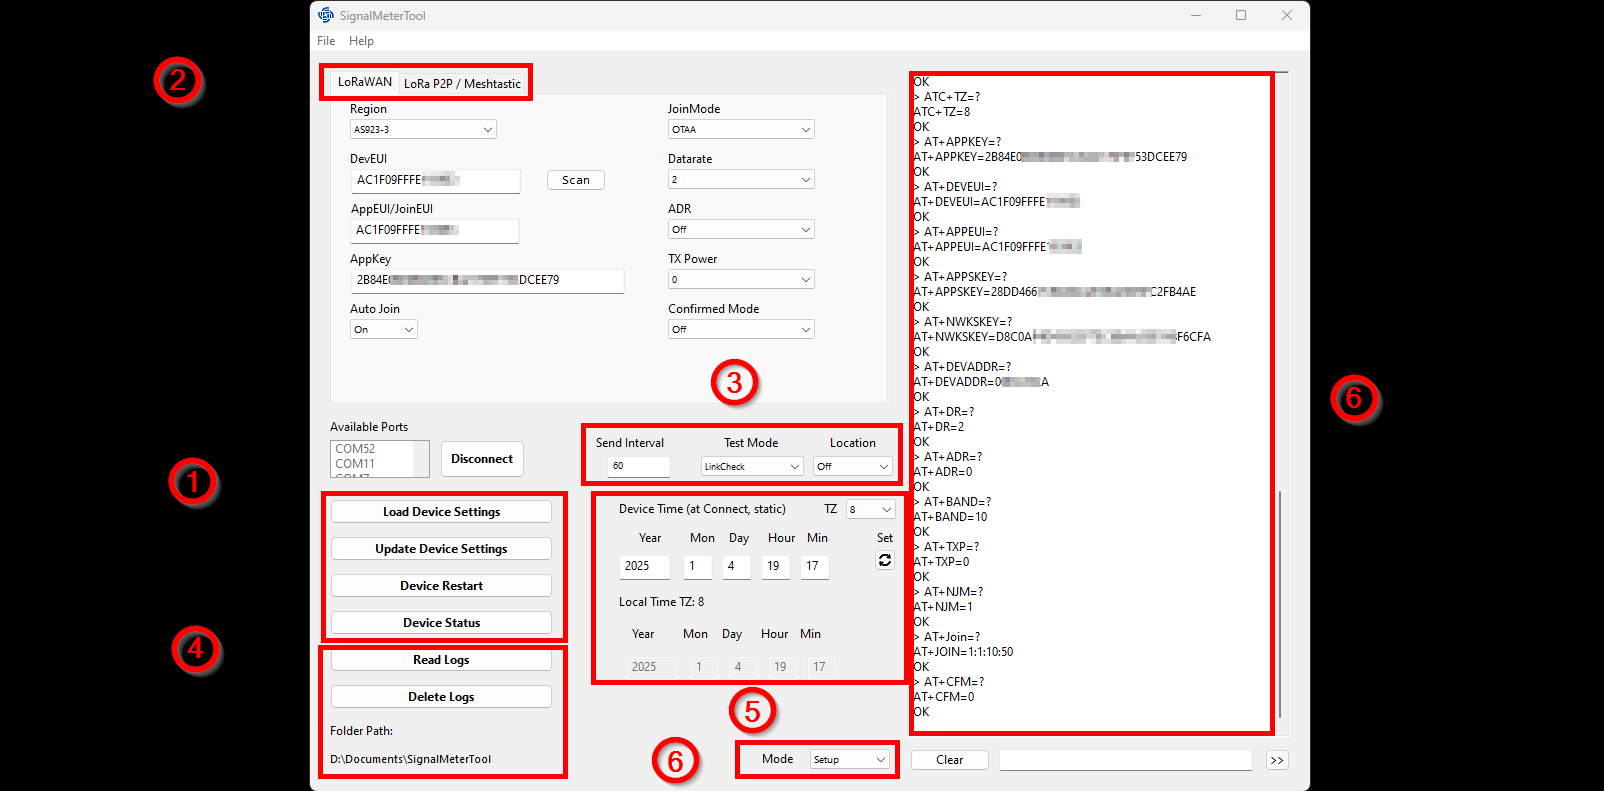 SignalMeterTool
File Help
2
LoRaWAN LoRa P2P / Meshtastic
Region
AS923-3
DevEUI
AC1F09FFFE
Scan
AppEUI/JoinEUI
AC1F09FFFE
AppKey
2B84E DCEE79
Auto Join
On
JoinMode
OTAA
Datarate
2
ADR
Off
TX Power
0
Confirmed Mode
Off
3
Available Ports
COM52
COM11
Disconnect
Send Interval Test Mode Location
60 LinkCheck Off
1
Load Device Settings
Update Device Settings
Device Restart
Device Status
4
Read Logs
Delete Logs
Folder Path:
D:\Documents\SignalMeterTool
Device Time (at Connect, static) TZ 8
Year Mon Day Hour Min Set
2025 1 4 19 17
Local Time TZ: 8
Year Mon Day Hour Min
2025 1 4 19 17
5
6
Mode Setup
OK
> ATC+TZ=?
ATC+TZ=8
OK
> AT+APPKEY=?
AT+APPKEY=2B84E0 53DCEE79
OK
> AT+DEVEUI=?
AT+DEVEUI=AC1F09FFFE
OK
> AT+APPEUI=?
AT+APPEUI=AC1F09FFFE
OK
> AT+APPSKEY=?
AT+APPSKEY=28DD466 C2FB4AE
OK
> AT+NWKSKEY=?
AT+NWKSKEY=D8C0A F6CFA
OK
> AT+DEVADDR=?
AT+DEVADDR=0 A
OK
> AT+DR=?
AT+DR=2
OK
> AT+ADR=?
AT+ADR=0
OK
> AT+BAND=?
AT+BAND=10
OK
> AT+TXP=?
AT+TXP=0
OK
> AT+NJM=?
AT+NJM=1
OK
> AT+Join=?
AT+JOIN=1:1:10:50
OK
> AT+CFM=?
AT+CFM=0
OK
6
Clear >>